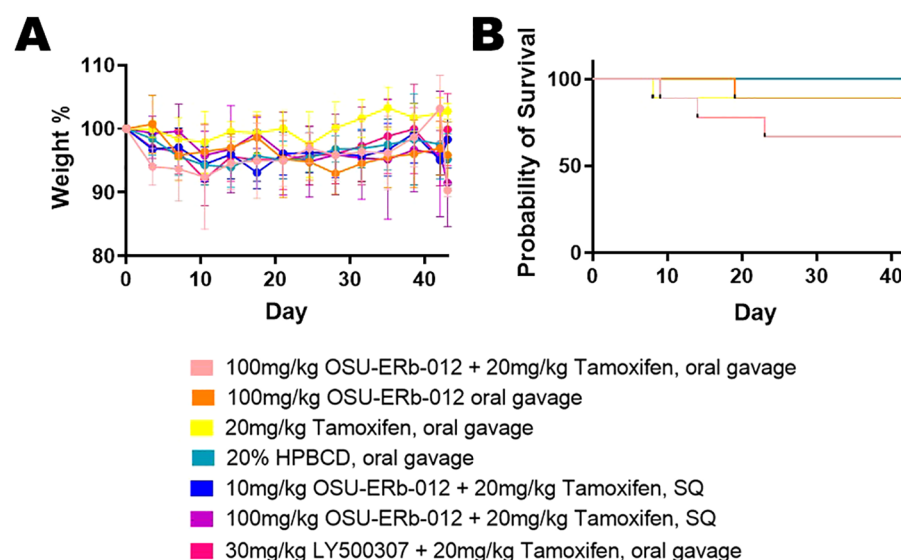 A
B
Weight %
110
100
90
80
0
10
20
30
40
Day
Probability of Survival
100
50
0
0
10
20
30
40
Day
100mg/kg OSU-ERb-012 + 20mg/kg Tamoxifen, oral gavage
100mg/kg OSU-ERb-012 oral gavage
20mg/kg Tamoxifen, oral gavage
20% HPBCD, oral gavage
10mg/kg OSU-ERb-012 + 20mg/kg Tamoxifen, SQ
100mg/kg OSU-ERb-012 + 20mg/kg Tamoxifen, SQ
30mg/kg LY500307 + 20mg/kg Tamoxifen, oral gavage